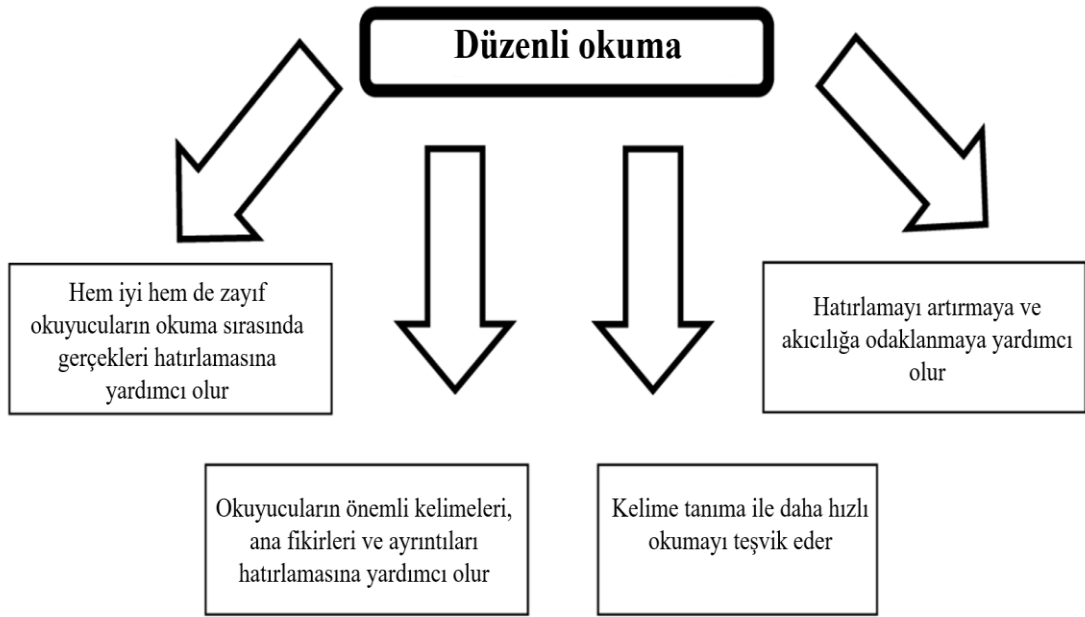 Düzenli okuma
Hem iyi hem de zayıf
okuyucuların okuma sırasında
gerçekleri hatırlamasına
yardımcı olur
Okuyucuların önemli kelimeleri,
ana fikirleri ve ayrıntıları
hatırlamasına yardımcı olur
Kelime tanıma ile daha hızlı
okumayı teşvik eder
Hatırlamayı artırmaya ve
akıcılığa odaklanmaya yardımcı
olur